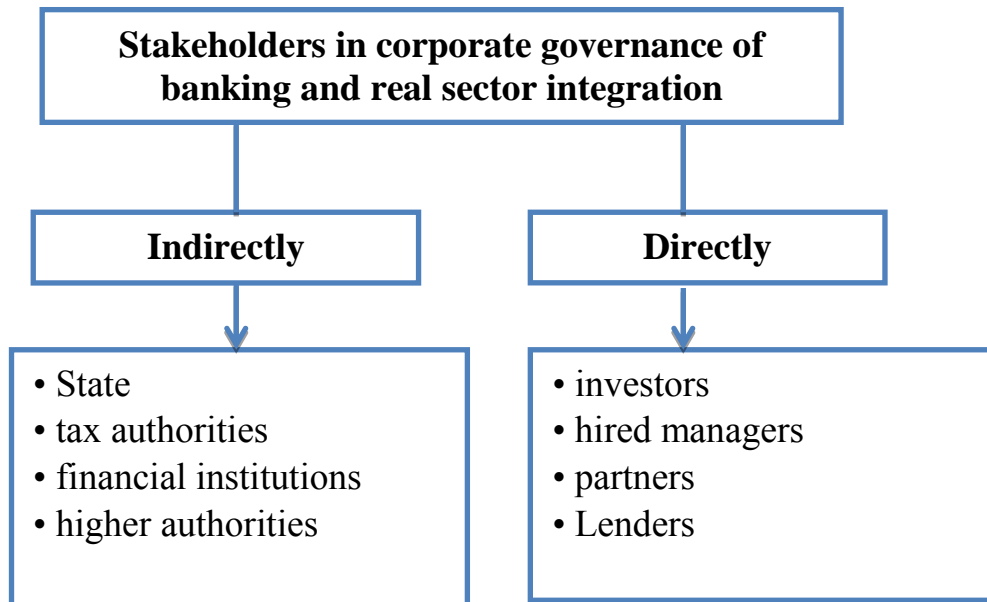 Stakeholders in corporate governance of
banking and real sector integration
Indirectly
Directly
• State
• tax authorities
• financial institutions
• higher authorities
• investors
• hired managers
• partners
• Lenders